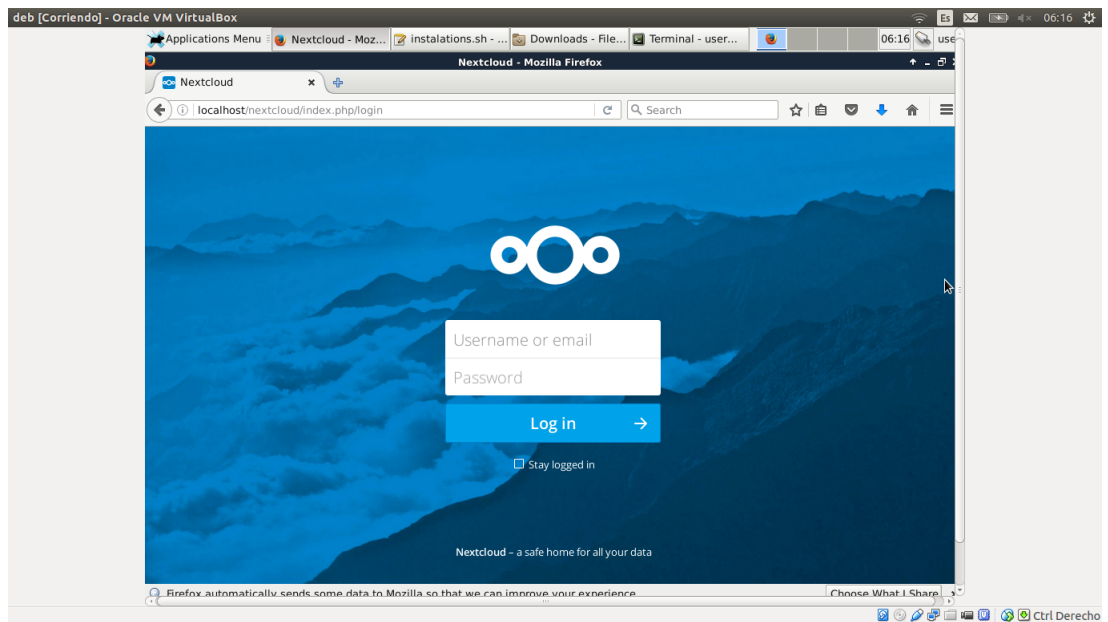 deb [Corriendo] - Oracle VM VirtualBox Es 06:16
Applications Menu Nextcloud - Moz... instalations.sh - ... Downloads - File... Terminal - user... 06:16 use
Nextcloud - Mozilla Firefox
Nextcloud
localhost/nextcloud/index.php/login Search
Username or email
Password
Log in
Stay logged in
Nextcloud – a safe home for all your data
Firefox automatically sends some data to Mozilla so that we can improve your experience Choose What I Share
Ctrl Derecho